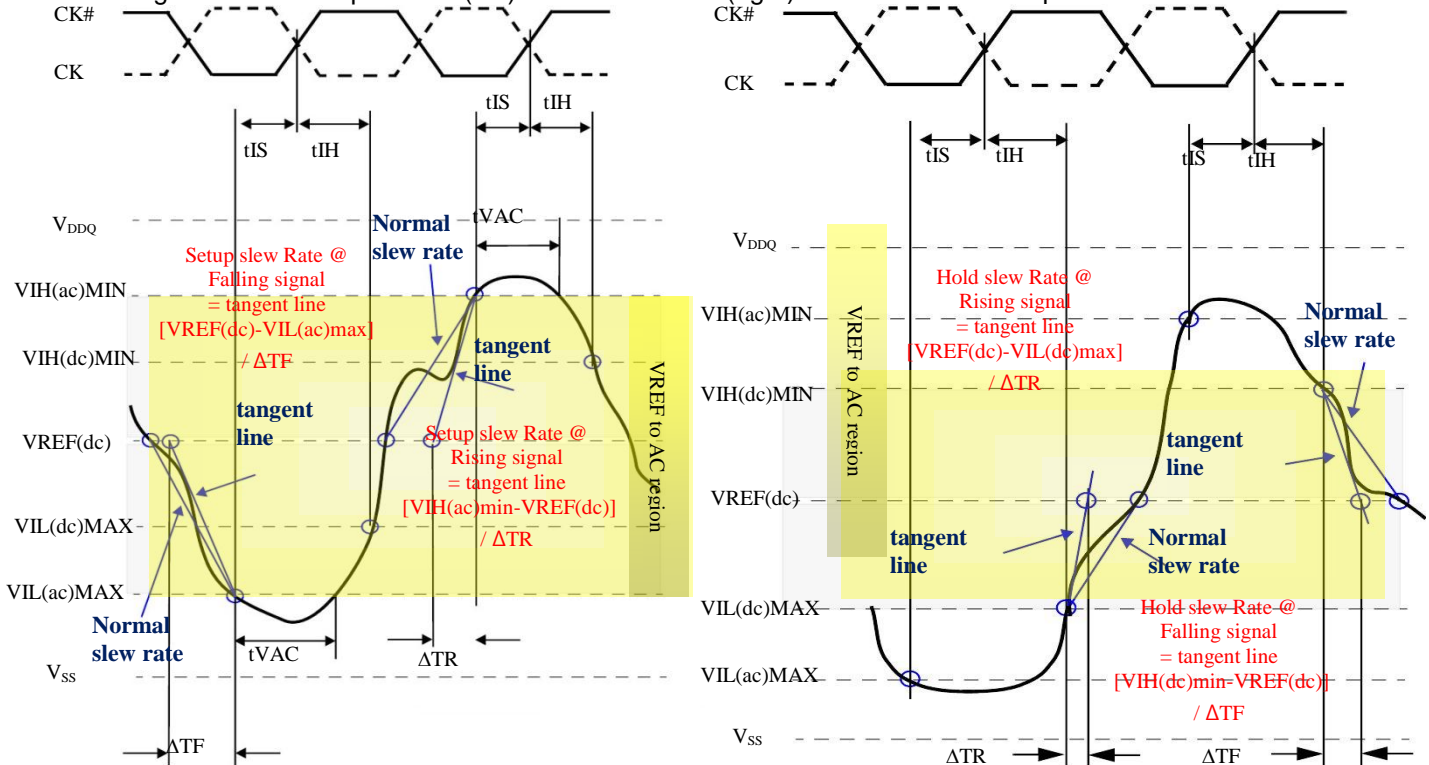 CK#
CK
tIS
tIH
tIS
tIH
VDDQ
VIH(ac)MIN
VIH(dc)MIN
VREF(dc)
VIL(dc)MAX
VIL(ac)MAX
VSS
Setup slew Rate @
Falling signal
= tangent line
[VREF(dc)-VIL(ac)max]
/ ΔTF
Normal
slew rate
tVAC
tangent
line
tangent
line
Setup slew Rate @
Rising signal
= tangent line
[VIH(ac)min-VREF(dc)]
/ ΔTR
VREF to AC region
Normal
slew rate
tVAC
ΔTR
ΔTF
CK#
CK
tIS
tIH
tIS
tIH
VDDQ
VIH(ac)MIN
VIH(dc)MIN
VREF(dc)
VIL(dc)MAX
VIL(ac)MAX
VSS
VREF to AC region
Hold slew Rate @
Rising signal
= tangent line
[VREF(dc)-VIL(dc)max]
/ ΔTR
Normal
slew rate
tangent
line
tangent
line
Normal
slew rate
Hold slew Rate @
Falling signal
= tangent line
[VIH(dc)min-VREF(dc)]
/ ΔTF
ΔTR
ΔTF